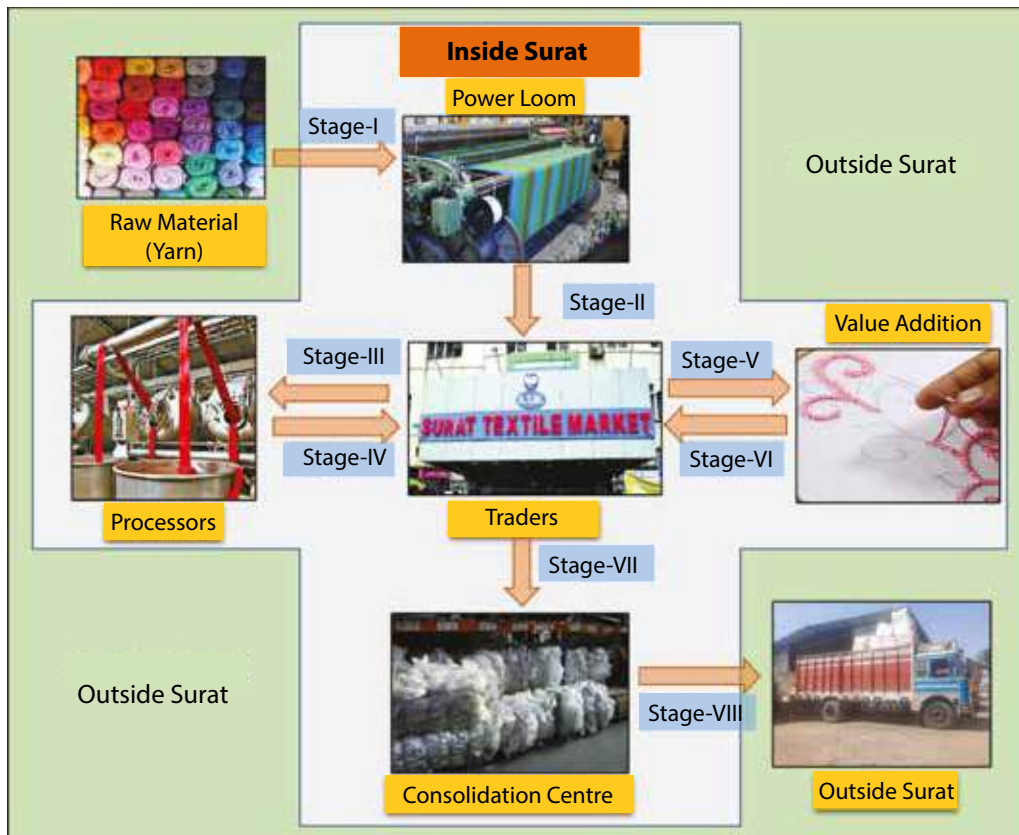 Inside Surat
Power Loom
Stage-I
Outside Surat
Raw Material
(Yarn)
Stage-II
Value Addition
Stage-III
Stage-V
SURAT TEXTILE MARKET
Stage-IV
Stage-VI
Processors
Traders
Stage-VII
Outside Surat
Stage-VIII
Consolidation Centre
Outside Surat